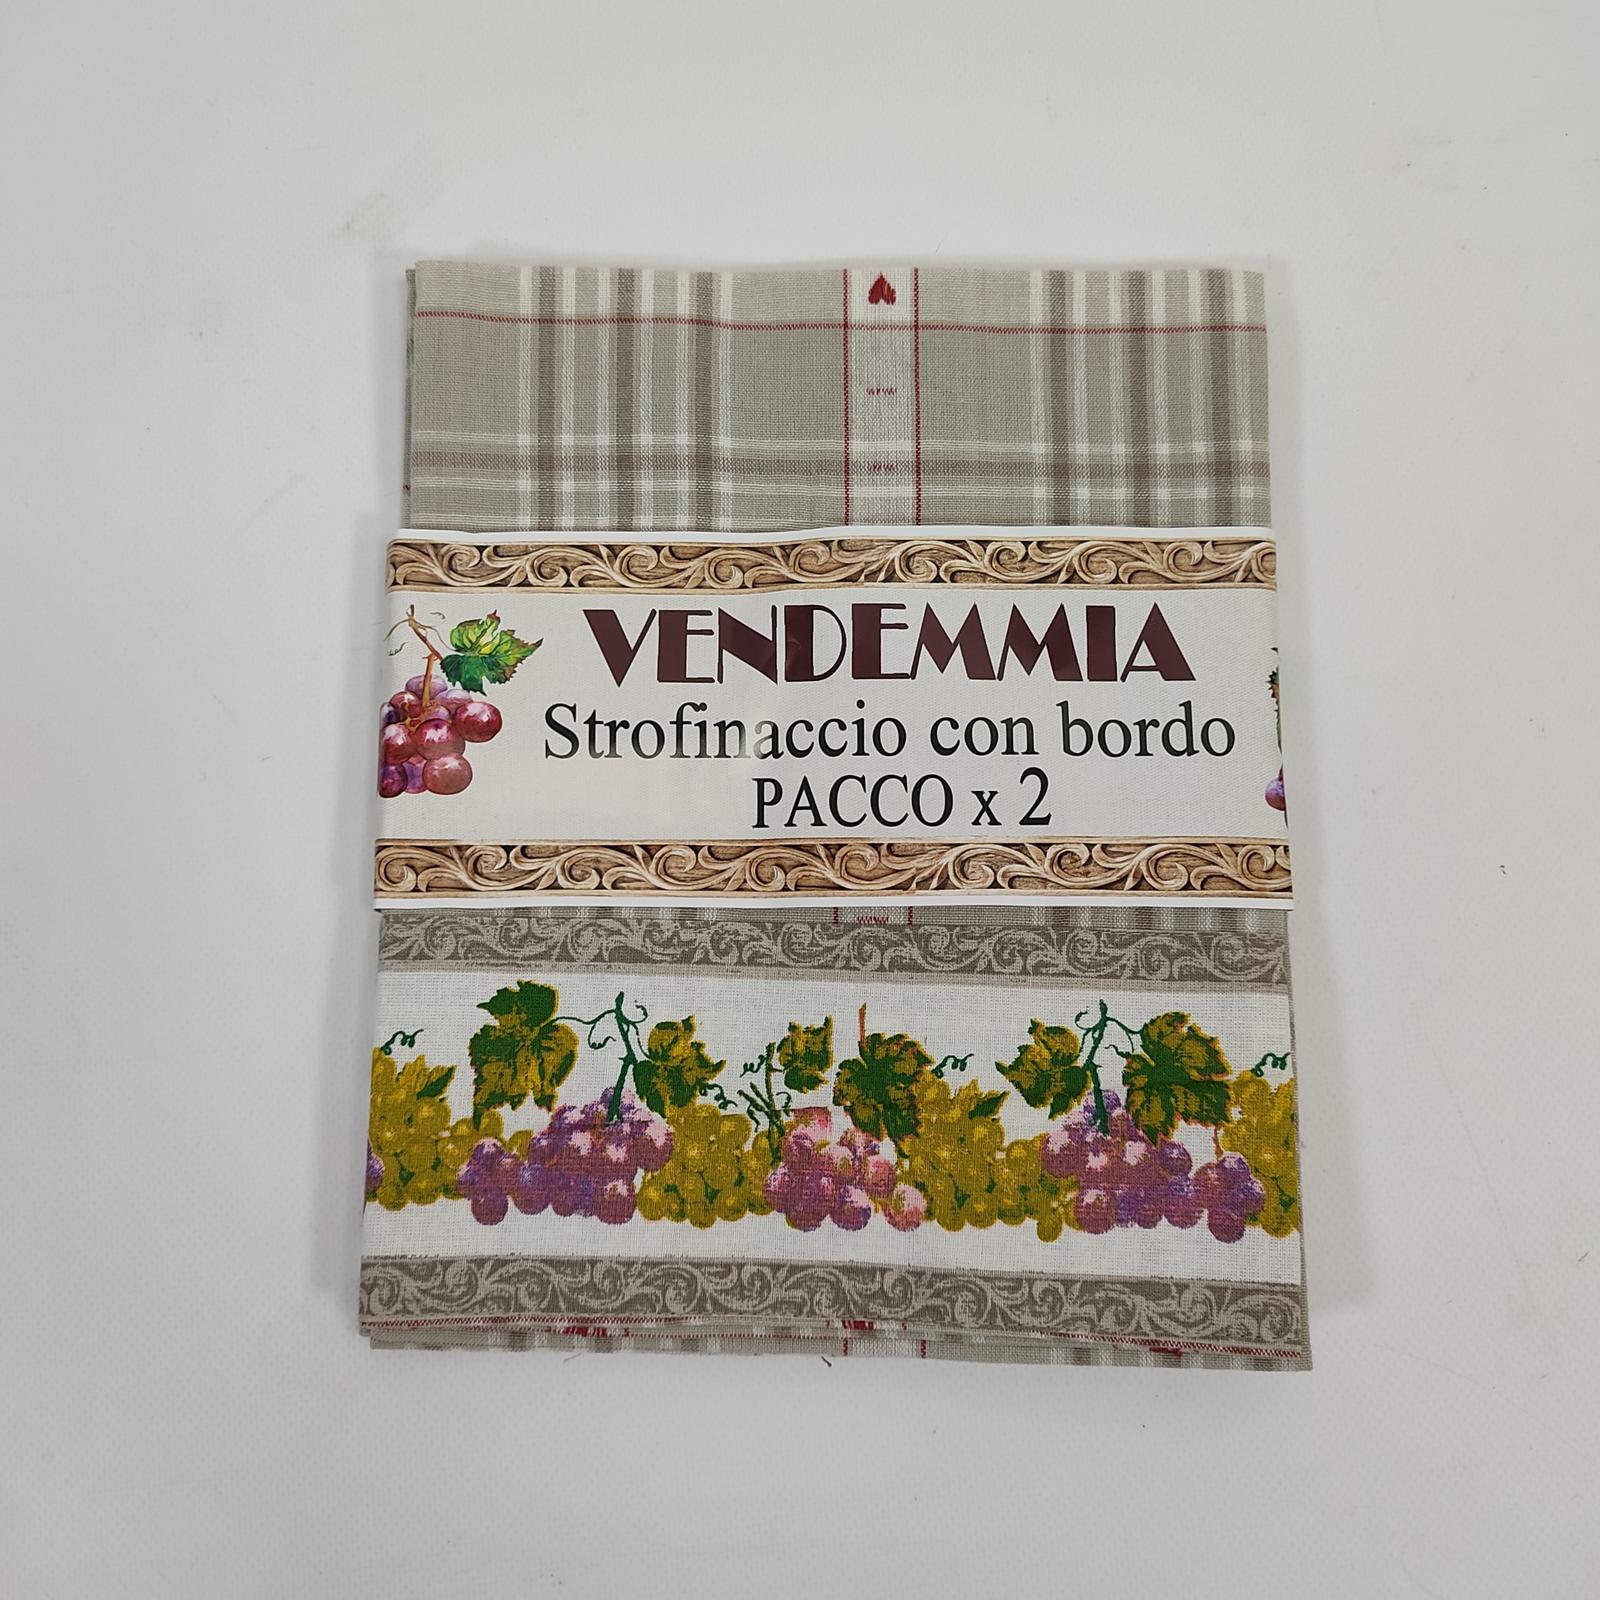 VENDEMMIA
Strofinaccio con bordo
PACCO x 2